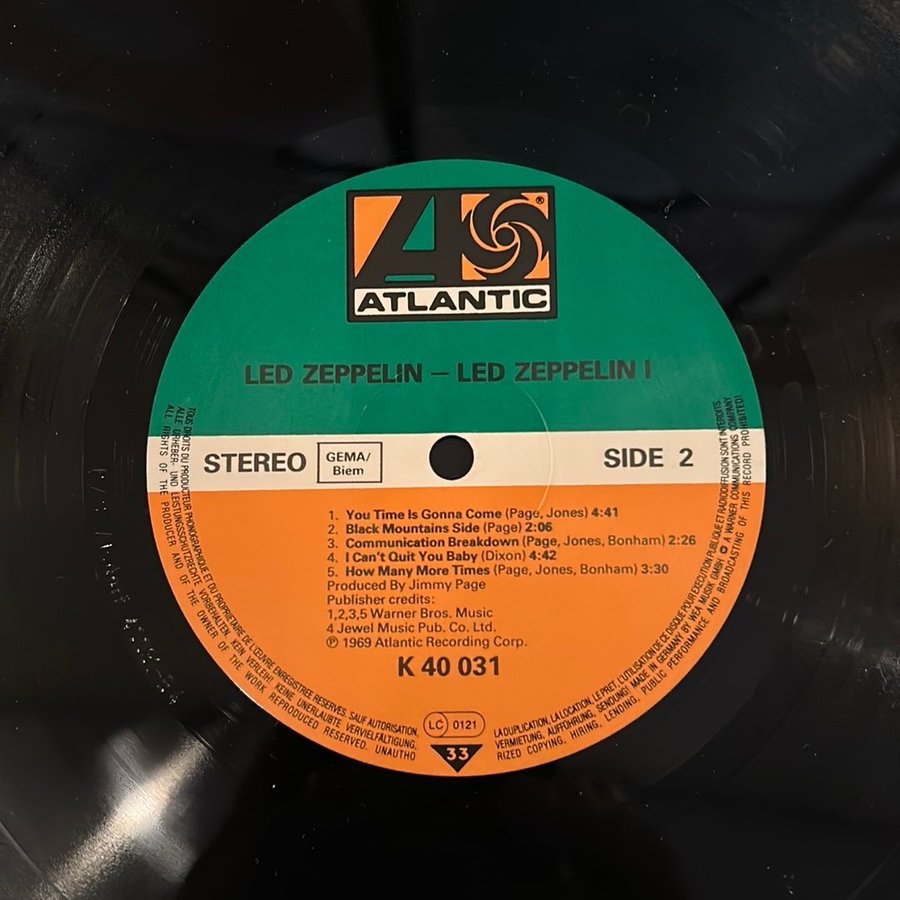 ®
ATLANTIC
LED ZEPPELIN – LED ZEPPELIN I
STEREO
GEMA/
Biem
SIDE 2
1. You Time Is Gonna Come (Page, Jones) 4:41
2. Black Mountains Side (Page) 2:06
3. Communication Breakdown (Page, Jones, Bonham) 2:26
4. I Can't Quit You Baby (Dixon) 4:42
5. How Many More Times (Page, Jones, Bonham) 3:30
Produced By Jimmy Page
Publisher credits:
1,2,3,5 Warner Bros. Music
4 Jewel Music Pub. Co. Ltd.
℗ 1969 Atlantic Recording Corp.
K 40 031
LC 0121
33
TOUS DROITS DU PRODUCTEUR PHONOGRAPHIQUE ET DU PROPRIETAIRE DE L'ŒUVRE ENREGISTREE RESERVES. SAUF AUTORISATION, LA DUPLICATION, LA LOCATION, LE PRET, L'UTILISATION DE CE DISQUE POUR EXECUTION PUBLIQUE ET RADIODIFFUSION SONT INTERDITS.
ALLE URHEBER- UND LEISTUNGSSCHUTZRECHTE VORBEHALTEN. KEIN VERLEIH! KEINE UNERLAUBTE VERVIELFÄLTIGUNG, VERMIETUNG, AUFFÜHRUNG, SENDUNG! MADE IN GERMANY BY WEA MUSIK GMBH A WARNER COMMUNICATIONS COMPANY
ALL RIGHTS OF THE PRODUCER AND OF THE OWNER OF THE WORK REPRODUCED RESERVED. UNAUTHORIZED COPYING, HIRING, LENDING, PUBLIC PERFORMANCE AND BROADCASTING OF THIS RECORD PROHIBITED!